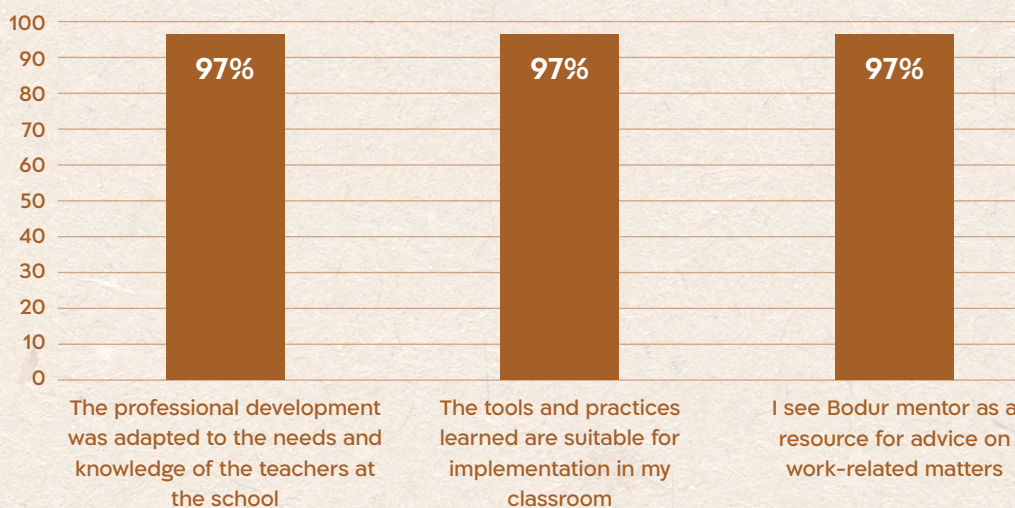 100
90
80
70
60
50
40
30
20
10
0
97%
97%
97%
The professional development
was adapted to the needs and
knowledge of the teachers at
the school
The tools and practices
learned are suitable for
implementation in my
classroom
I see Bodur mentor as a
resource for advice on
work-related matters